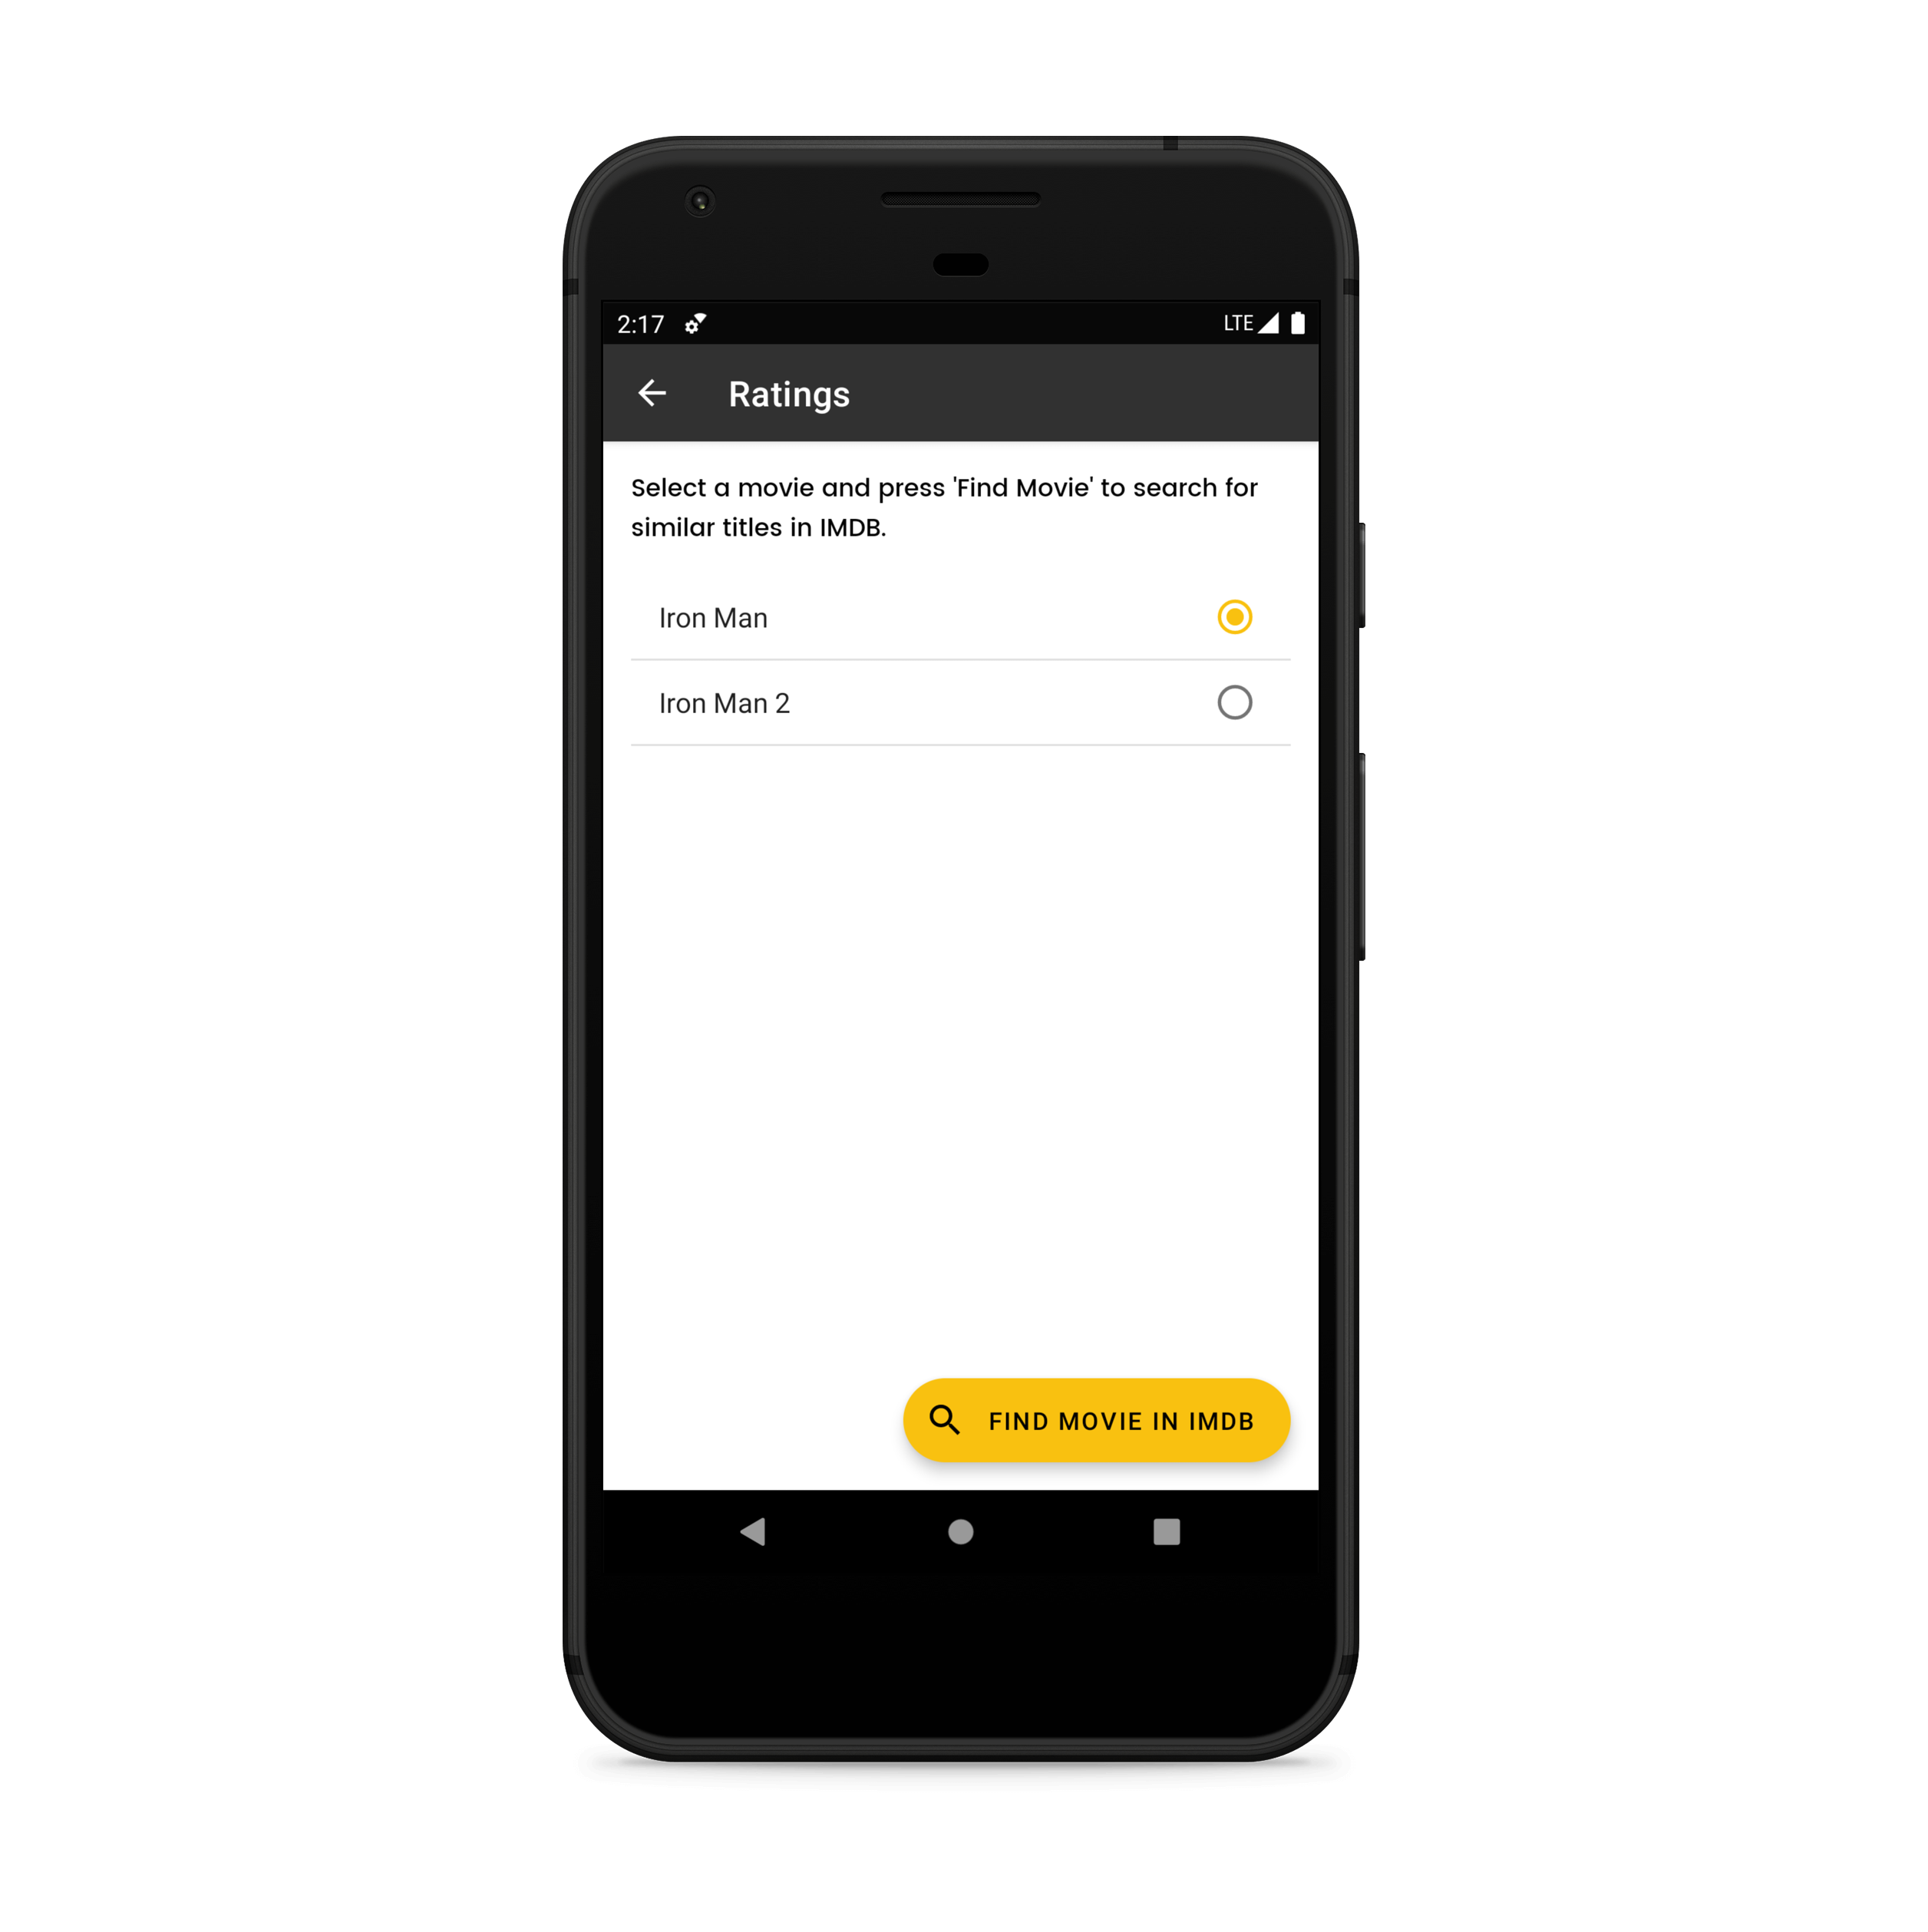 2:17
LTE
Ratings
Select a movie and press 'Find Movie' to search for
similar titles in IMDB.
Iron Man
Iron Man 2
FIND MOVIE IN IMDB